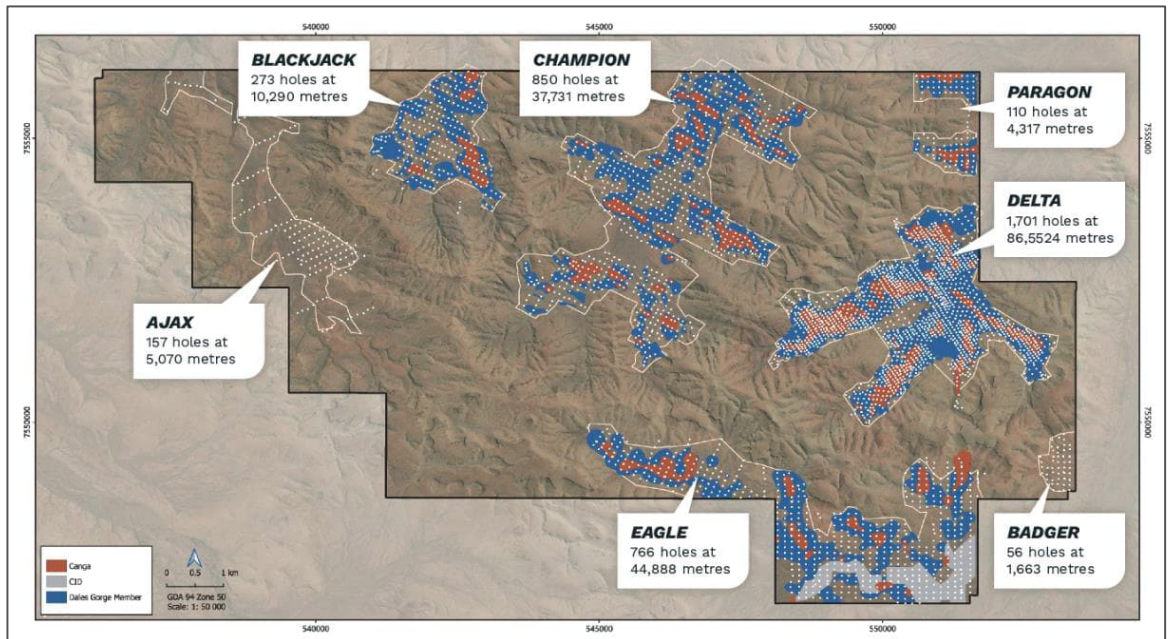 540000
545000
550000
BLACKJACK
273 holes at
10,290 metres
CHAMPION
850 holes at
37,731 metres
PARAGON
110 holes at
4,317 metres
7555000
7555000
DELTA
1,701 holes at
86,5524 metres
AJAX
157 holes at
5,070 metres
7550000
7550000
EAGLE
766 holes at
44,888 metres
BADGER
56 holes at
1,663 metres
Canga
CID
Dales Gorge Member
0 0.5 1 km
GDA 94 Zone 50
Scale: 1: 50 000
540000
545000
550000